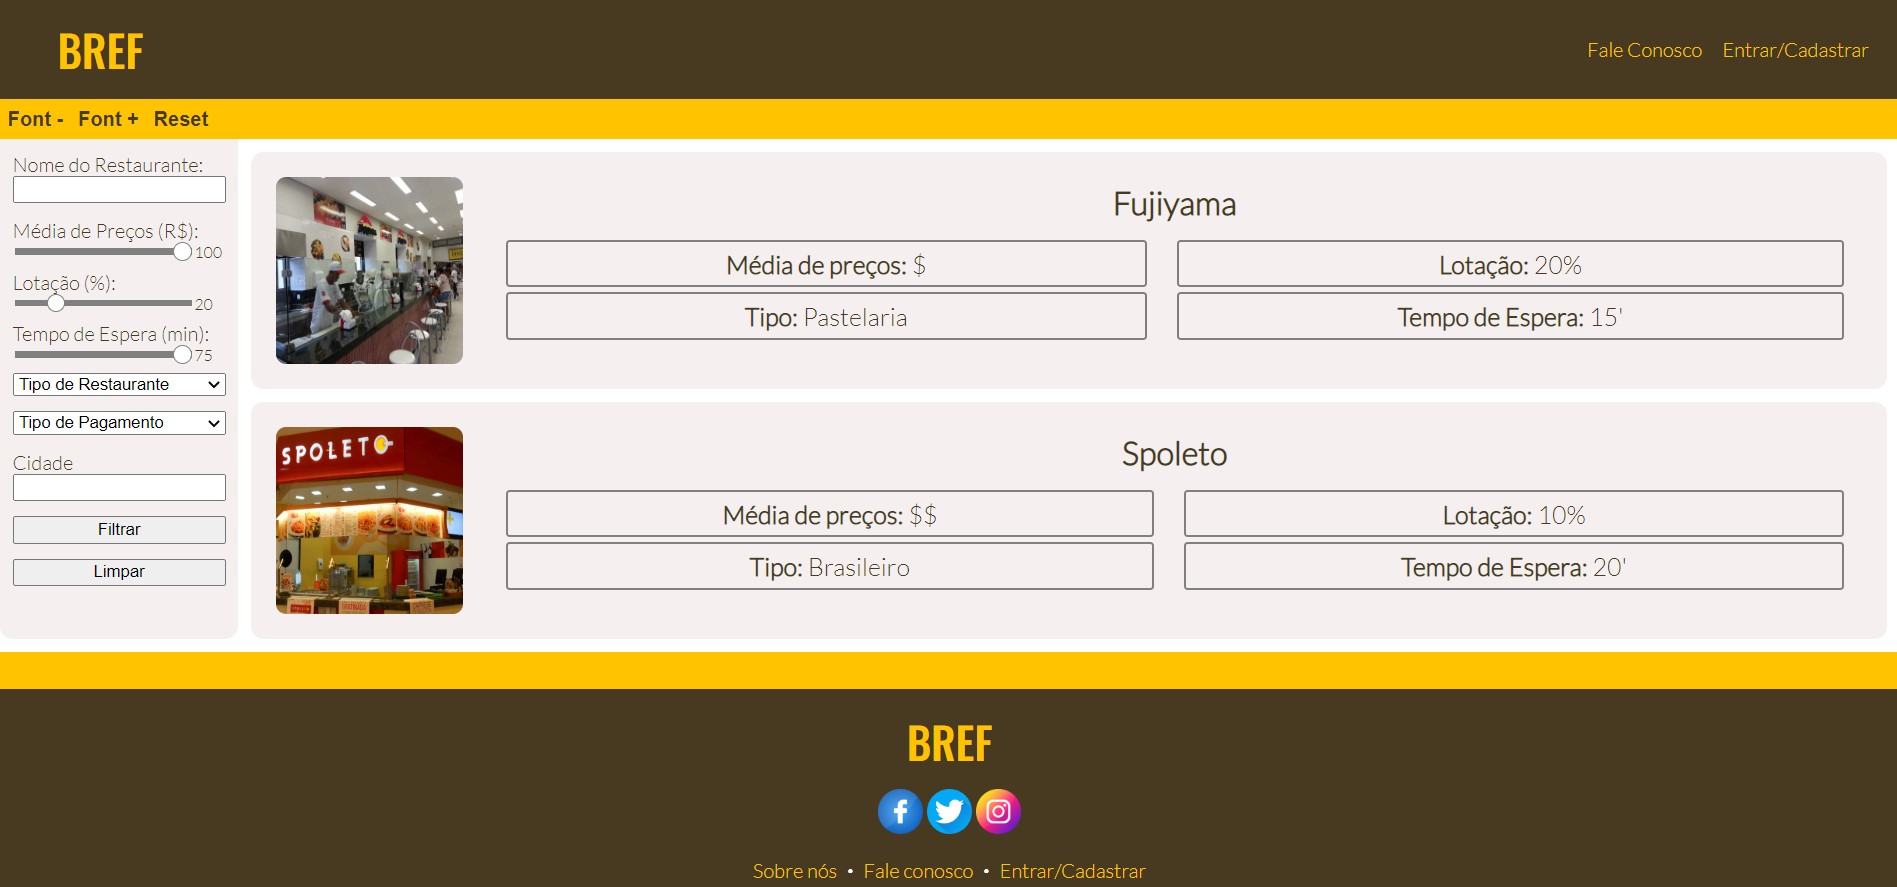 BREF
Fale Conosco Entrar/Cadastrar
Font - Font + Reset
Nome do Restaurante:
Média de Preços (R$):
100
Lotação (%):
20
Tempo de Espera (min):
75
Tipo de Restaurante
Tipo de Pagamento
Cidade
Filtrar
Limpar
Fujiyama
Média de preços: $
Lotação: 20%
Tipo: Pastelaria
Tempo de Espera: 15'
SPOLETO
Spoleto
Média de preços: $$
Lotação: 10%
Tipo: Brasileiro
Tempo de Espera: 20'
BREF
Sobre nós • Fale conosco • Entrar/Cadastrar